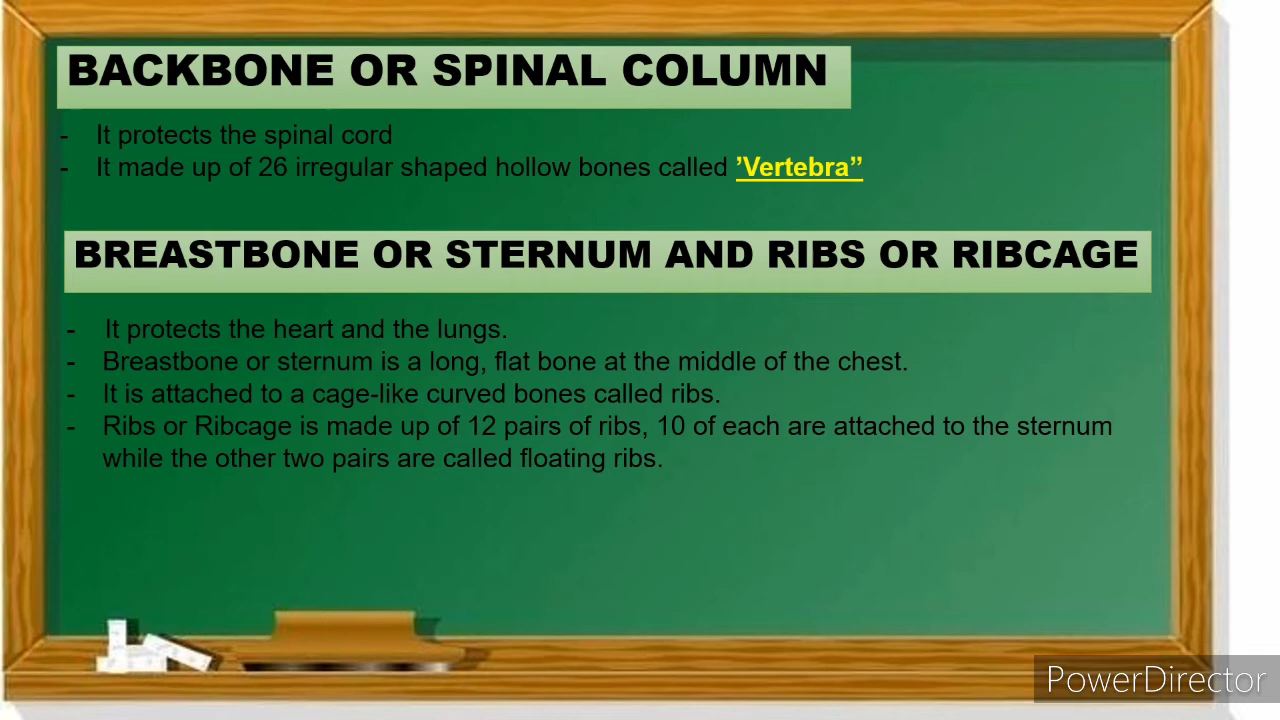 BACKBONE OR SPINAL COLUMN
- It protects the spinal cord
- It made up of 26 irregular shaped hollow bones called ’Vertebra”
BREASTBONE OR STERNUM AND RIBS OR RIBCAGE
- It protects the heart and the lungs.
- Breastbone or sternum is a long, flat bone at the middle of the chest.
- It is attached to a cage-like curved bones called ribs.
- Ribs or Ribcage is made up of 12 pairs of ribs, 10 of each are attached to the sternum
while the other two pairs are called floating ribs.
PowerDirector